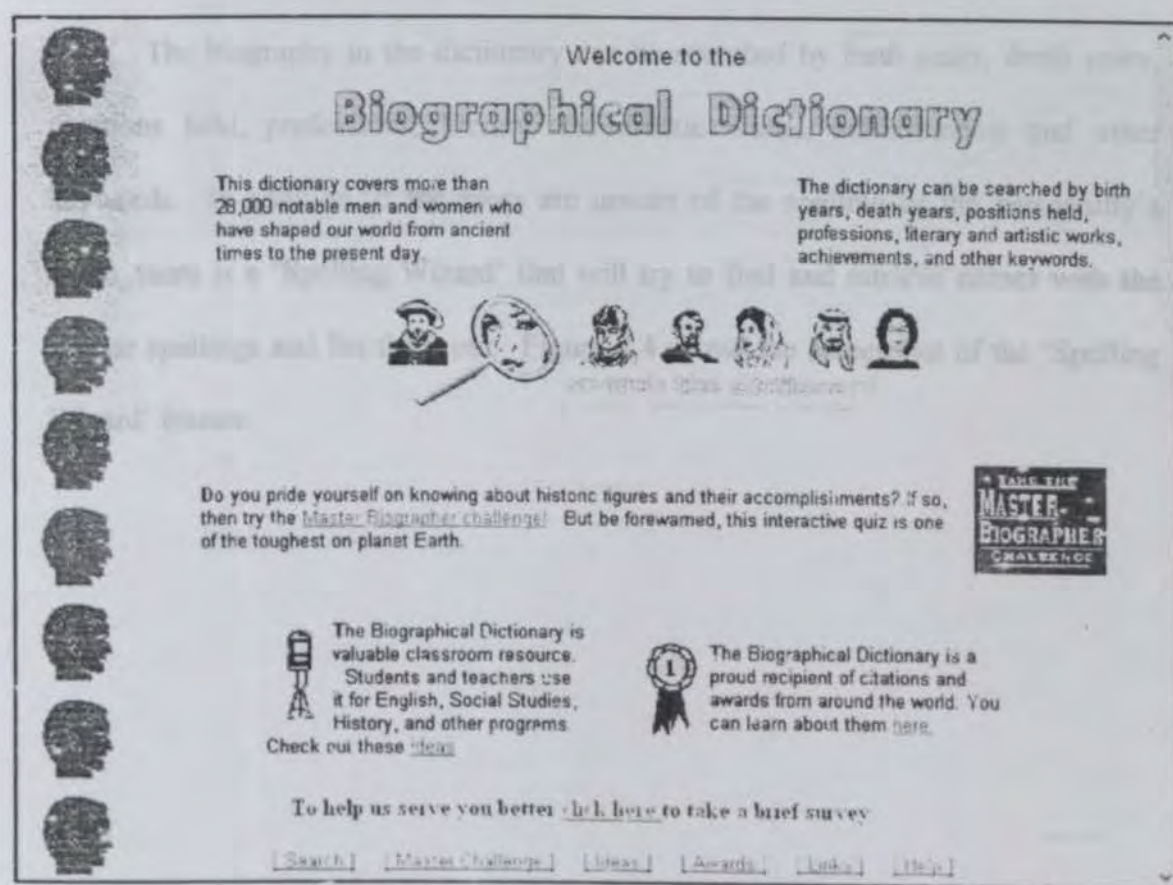 Welcome to the
Biographical Dictionary
This dictionary covers more than
28,000 notable men and women who
have shaped our world from ancient
times to the present day.
The dictionary can be searched by birth
years, death years, positions held,
professions, literary and artistic works,
achievements, and other keywords.
Do you pride yourself on knowing about historic figures and their accomplishments? If so,
then try the Master Biographer challenge! But be forewarned, this interactive quiz is one
of the toughest on planet Earth.
TAKE THE
MASTER
BIOGRAPHER
CHALLENGE
The Biographical Dictionary is
valuable classroom resource.
Students and teachers use
it for English, Social Studies,
History, and other programs
Check out these ideas
1
The Biographical Dictionary is a
proud recipient of citations and
awards from around the world. You
can learn about them here.
To help us serve you better click here to take a brief survey
[ Search ] [ Master Challenge ] [ Ideas ] [ Awards ] [ Links ] [ Help ]